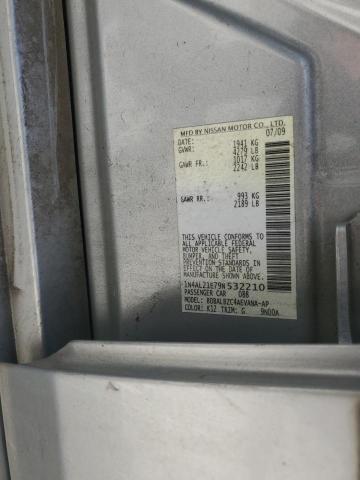 MFD BY NISSAN MOTOR CO., LTD.
DATE: 07/09
GVWR: 1941 KG
4279 LB
GAWR FR.: 1017 KG
2242 LB
GAWR RR.: 993 KG
2189 LB
THIS VEHICLE CONFORMS TO
ALL APPLICABLE FEDERAL
MOTOR VEHICLE SAFETY,
BUMPER, AND THEFT
PREVENTION STANDARDS IN
EFFECT ON THE DATE OF
MANUFACTURE SHOWN ABOVE.
1N4AL21E79N532210
PASSENGER CAR 088
MODEL: BDBALBZC4AEVANA-AP
COLOR: K12 TRIM: G 9N00A